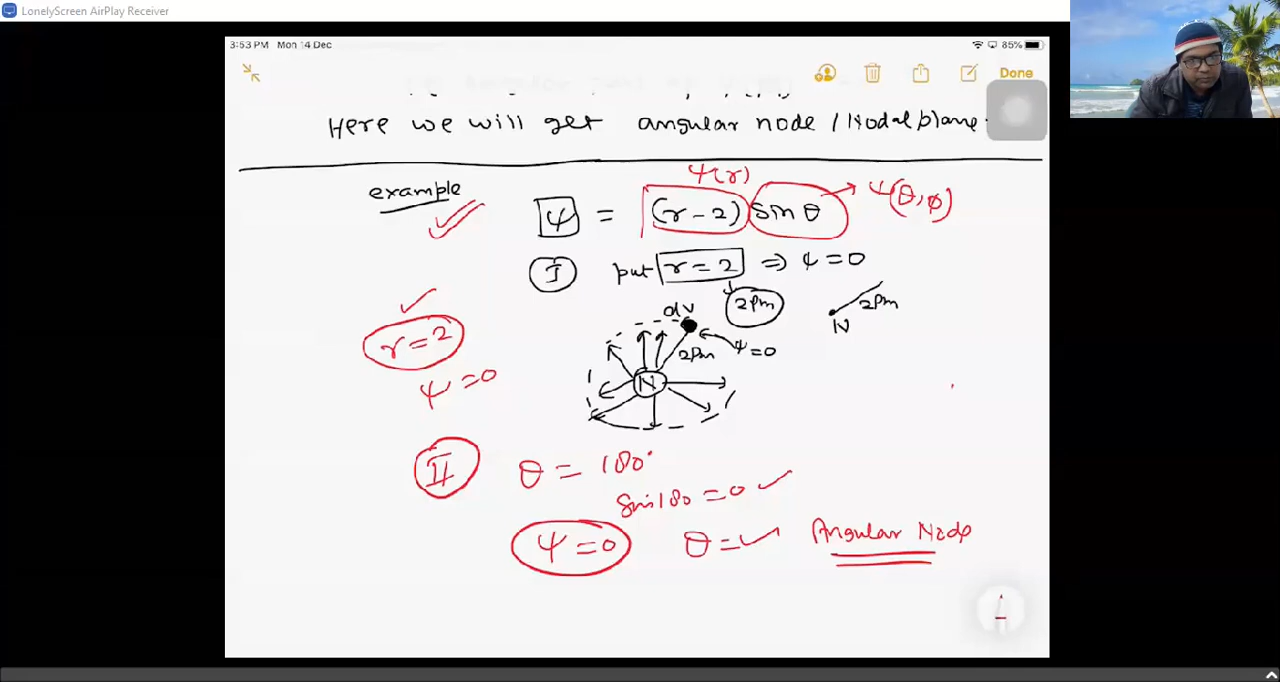 LonelyScreen AirPlay Receiver
3:53 PM Mon 14 Dec
85%
Done
Here we will get angular node / Nodal plane
ψ(r)
example
ψ = (r-2) sin θ
ψ(θ,φ)
I put r = 2 ⇒ ψ = 0
2pm
dv
2pm
N
r = 2
2pm
ψ = 0
N
ψ = 0
II θ = 180°
sin 180 = 0 ✓
ψ = 0 θ = ✓ Angular Node